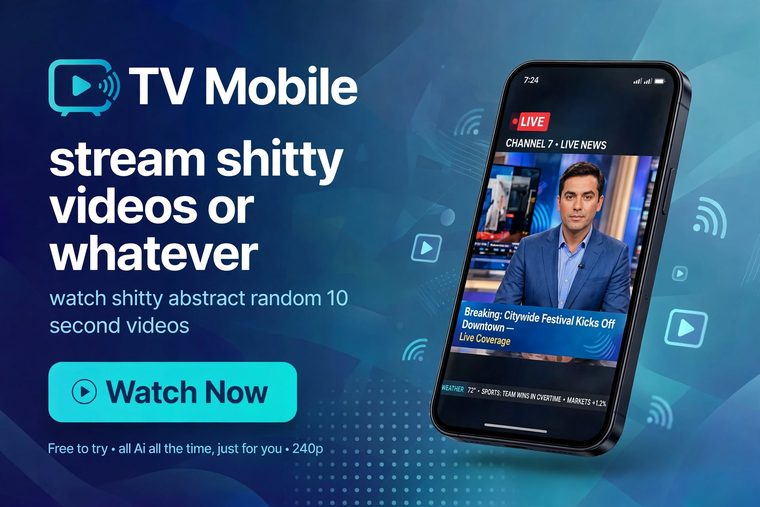 TV Mobile
stream shitty
videos or
whatever
watch shitty abstract random 10
second videos
Watch Now
Free to try • all Ai all the time, just for you • 240p
7:24
LIVE
CHANNEL 7 • LIVE NEWS
Breaking: Citywide Festival Kicks Off
Downtown —
Live Coverage
WEATHER 72° • SPORTS: TEAM WINS IN OVERTIME • MARKETS +1.2%